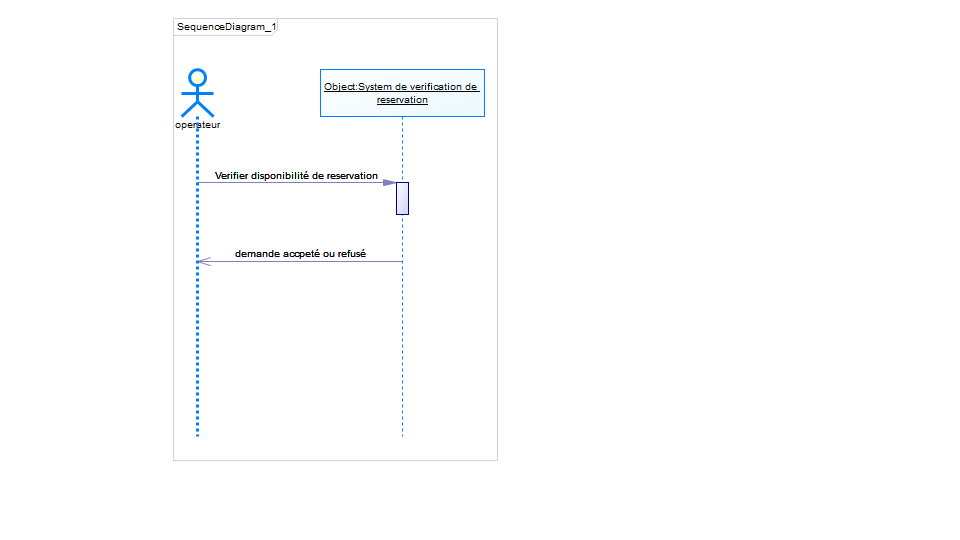 SequenceDiagram_1
Object:System de verification de
reservation
operateur
Verifier disponibilité de reservation
demande accpeté ou refusé